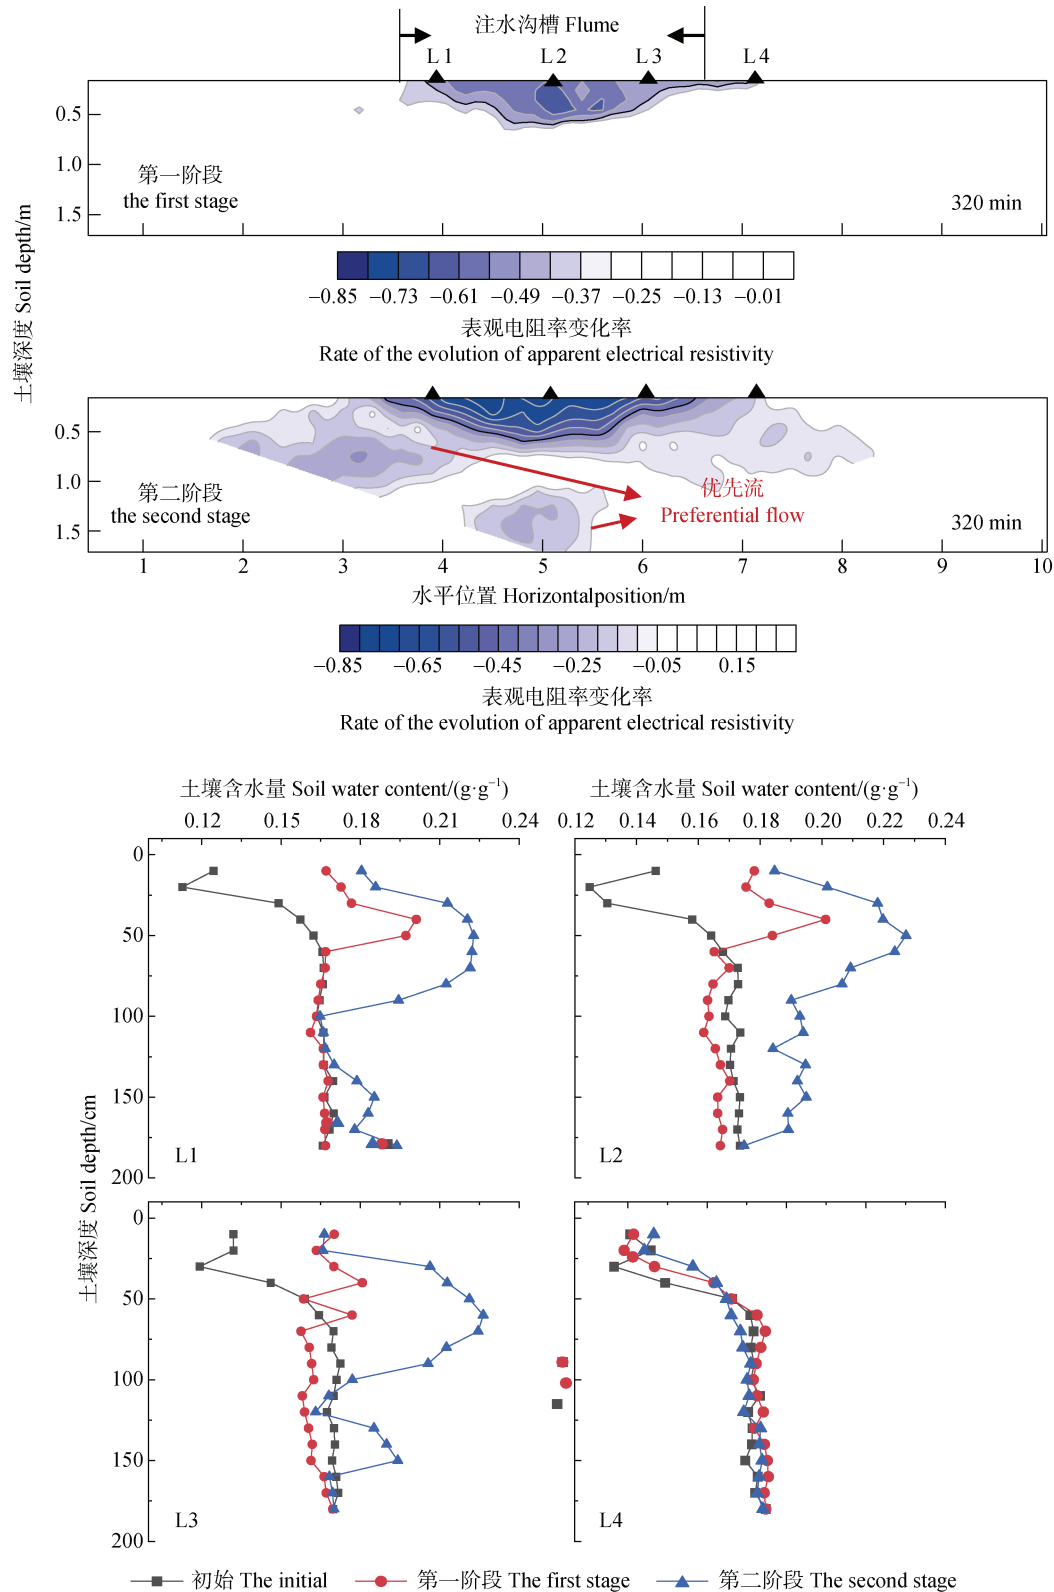 注水沟槽 Flume
L1 L2 L3 L4
0.5
1.0
1.5
第一阶段
the first stage
320 min
−0.85 −0.73 −0.61 −0.49 −0.37 −0.25 −0.13 −0.01
表观电阻率变化率
Rate of the evolution of apparent electrical resistivity
土壤深度 Soil depth/m
0.5
1.0
1.5
第二阶段
the second stage
优先流
Preferential flow
320 min
1 2 3 4 5 6 7 8 9 10
水平位置 Horizontalposition/m
−0.85 −0.65 −0.45 −0.25 −0.05 0.15
表观电阻率变化率
Rate of the evolution of apparent electrical resistivity
土壤含水量 Soil water content/(g·g⁻¹)
0.12 0.15 0.18 0.21 0.24
土壤含水量 Soil water content/(g·g⁻¹)
0.12 0.14 0.16 0.18 0.20 0.22 0.24
0
50
100
150
200
L1
L2
土壤深度 Soil depth/cm
0
50
100
150
200
L3
L4
初始 The initial
第一阶段 The first stage
第二阶段 The second stage